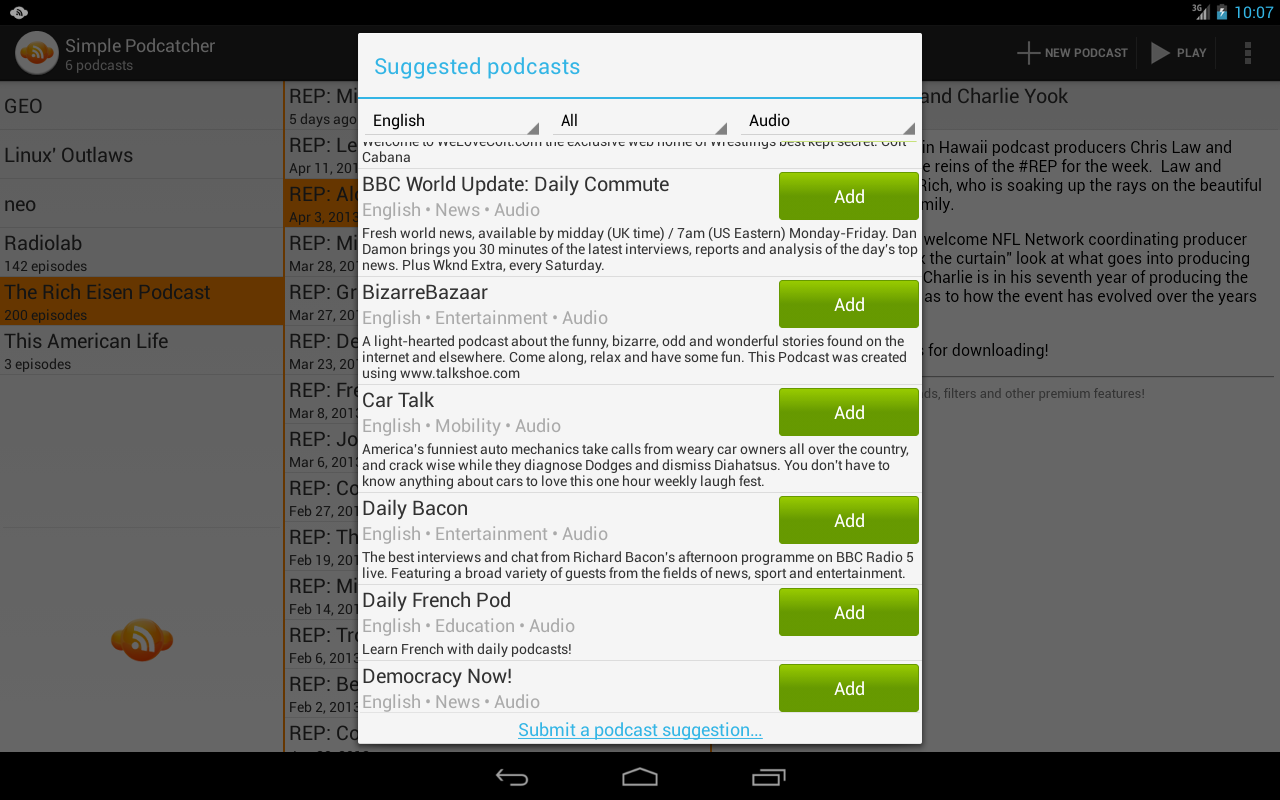 10:07
3G
Simple Podcatcher
6 podcasts
NEW PODCAST
PLAY
GEO
Linux' Outlaws
neo
Radiolab
142 episodes
The Rich Eisen Podcast
200 episodes
This American Life
3 episodes
REP: Mi
5 days ago
REP: Le
Apr 11, 201
REP: Al
Apr 3, 2013
REP: Mi
Mar 28, 201
REP: Gr
Mar 27, 201
REP: De
Mar 23, 201
REP: Fre
Mar 8, 2013
REP: Jo
Mar 6, 2013
REP: Co
Feb 27, 201
REP: Th
Feb 19, 201
REP: Mi
Feb 14, 201
REP: Tro
Feb 6, 2013
REP: Be
Feb 2, 2013
REP: Co
Suggested podcasts
English
All
Audio
Welcome to WeLoveColt.com the exclusive web home of Wrestlings best kept secret: Colt
Cabana
BBC World Update: Daily Commute
Add
English • News • Audio
Fresh world news, available by midday (UK time) / 7am (US Eastern) Monday-Friday. Dan
Damon brings you 30 minutes of the latest interviews, reports and analysis of the day's top
news. Plus Wknd Extra, every Saturday.
BizarreBazaar
Add
English • Entertainment • Audio
A light-hearted podcast about the funny, bizarre, odd and wonderful stories found on the
internet and elsewhere. Come along, relax and have some fun. This Podcast was created
using www.talkshoe.com
Car Talk
Add
English • Mobility • Audio
America's funniest auto mechanics take calls from weary car owners all over the country,
and crack wise while they diagnose Dodges and dismiss Diahatsus. You don't have to
know anything about cars to love this one hour weekly laugh fest.
Daily Bacon
Add
English • Entertainment • Audio
The best interviews and chat from Richard Bacon's afternoon programme on BBC Radio 5
live. Featuring a broad variety of guests from the fields of news, sport and entertainment.
Daily French Pod
Add
English • Education • Audio
Learn French with daily podcasts!
Democracy Now!
Add
English • News • Audio
Submit a podcast suggestion...
and Charlie Yook
in Hawaii podcast producers Chris Law and
e reins of the #REP for the week. Law and
Rich, who is soaking up the rays on the beautiful
mily.
welcome NFL Network coordinating producer
k the curtain" look at what goes into producing
Charlie is in his seventh year of producing the
as to how the event has evolved over the years
s for downloading!
ds, filters and other premium features!